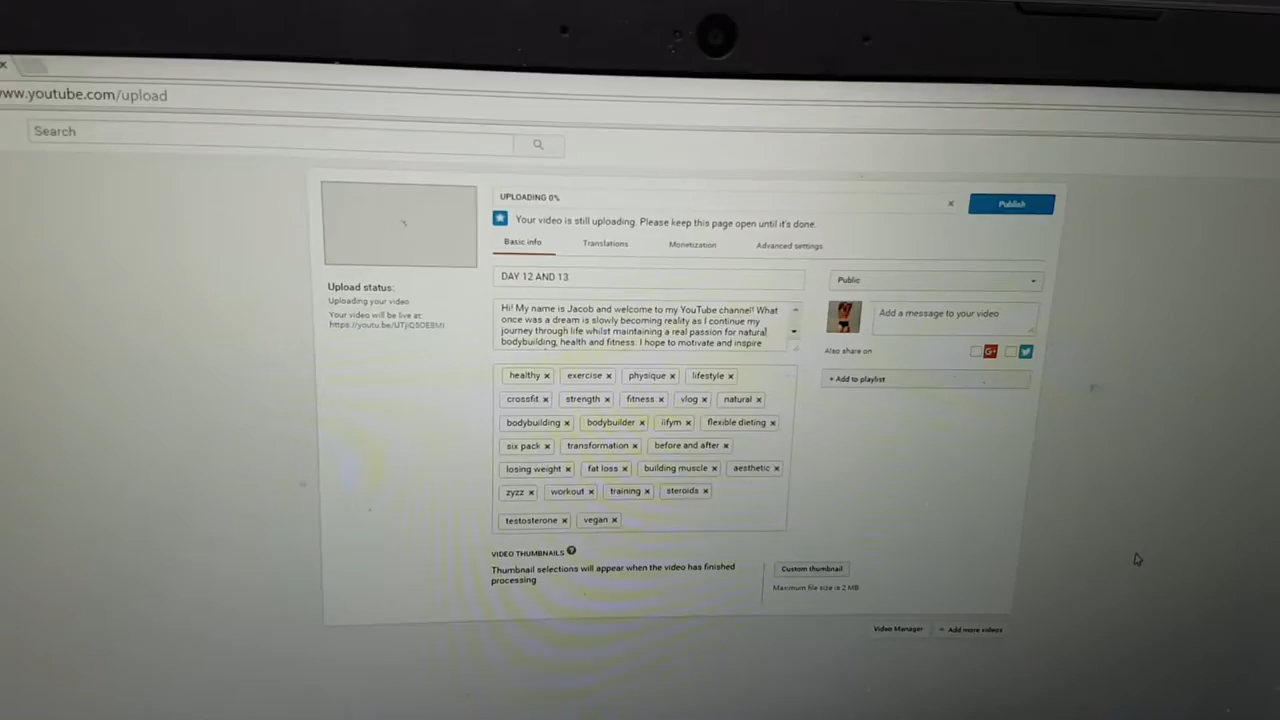 www.youtube.com/upload
Search
UPLOADING 0%
Publish
Your video is still uploading. Please keep this page open until it's done.
Basic info Translations Monetization Advanced settings
DAY 12 AND 13
Public
Hi! My name is Jacob and welcome to my YouTube channel! What
once was a dream is slowly becoming reality as I continue my
journey through life whilst maintaining a real passion for natural
bodybuilding, health and fitness. I hope to motivate and inspire
Add a message to your video
Also share on
G+
+ Add to playlist
Upload status:
Uploading your video
Your video will be live at:
healthy x exercise x physique x lifestyle x
crossfit x strength x fitness x vlog x natural x
bodybuilding x bodybuilder x iifym x flexible dieting x
six pack x transformation x before and after x
losing weight x fat loss x building muscle x aesthetic x
zyzz x workout x training x steroids x
testosterone x vegan x
VIDEO THUMBNAILS ?
Thumbnail selections will appear when the video has finished
processing.
Custom thumbnail
Maximum file size is 2 MB
Video Manager + Add more videos